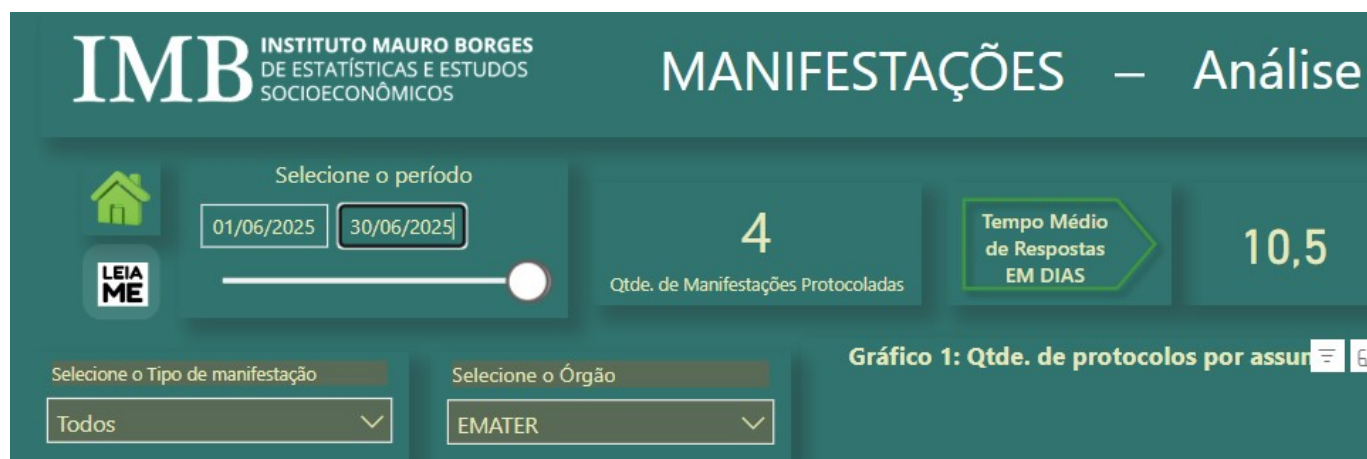 IMB
INSTITUTO MAURO BORGES
DE ESTATÍSTICAS E ESTUDOS
SOCIOECONÔMICOS
MANIFESTAÇÕES – Análise
Selecione o período
01/06/2025 30/06/2025
LEIA
ME
4
Qtde. de Manifestações Protocoladas
Tempo Médio
de Respostas
EM DIAS
10,5
Gráfico 1: Qtde. de protocolos por assun
Selecione o Tipo de manifestação
Todos
Selecione o Órgão
EMATER